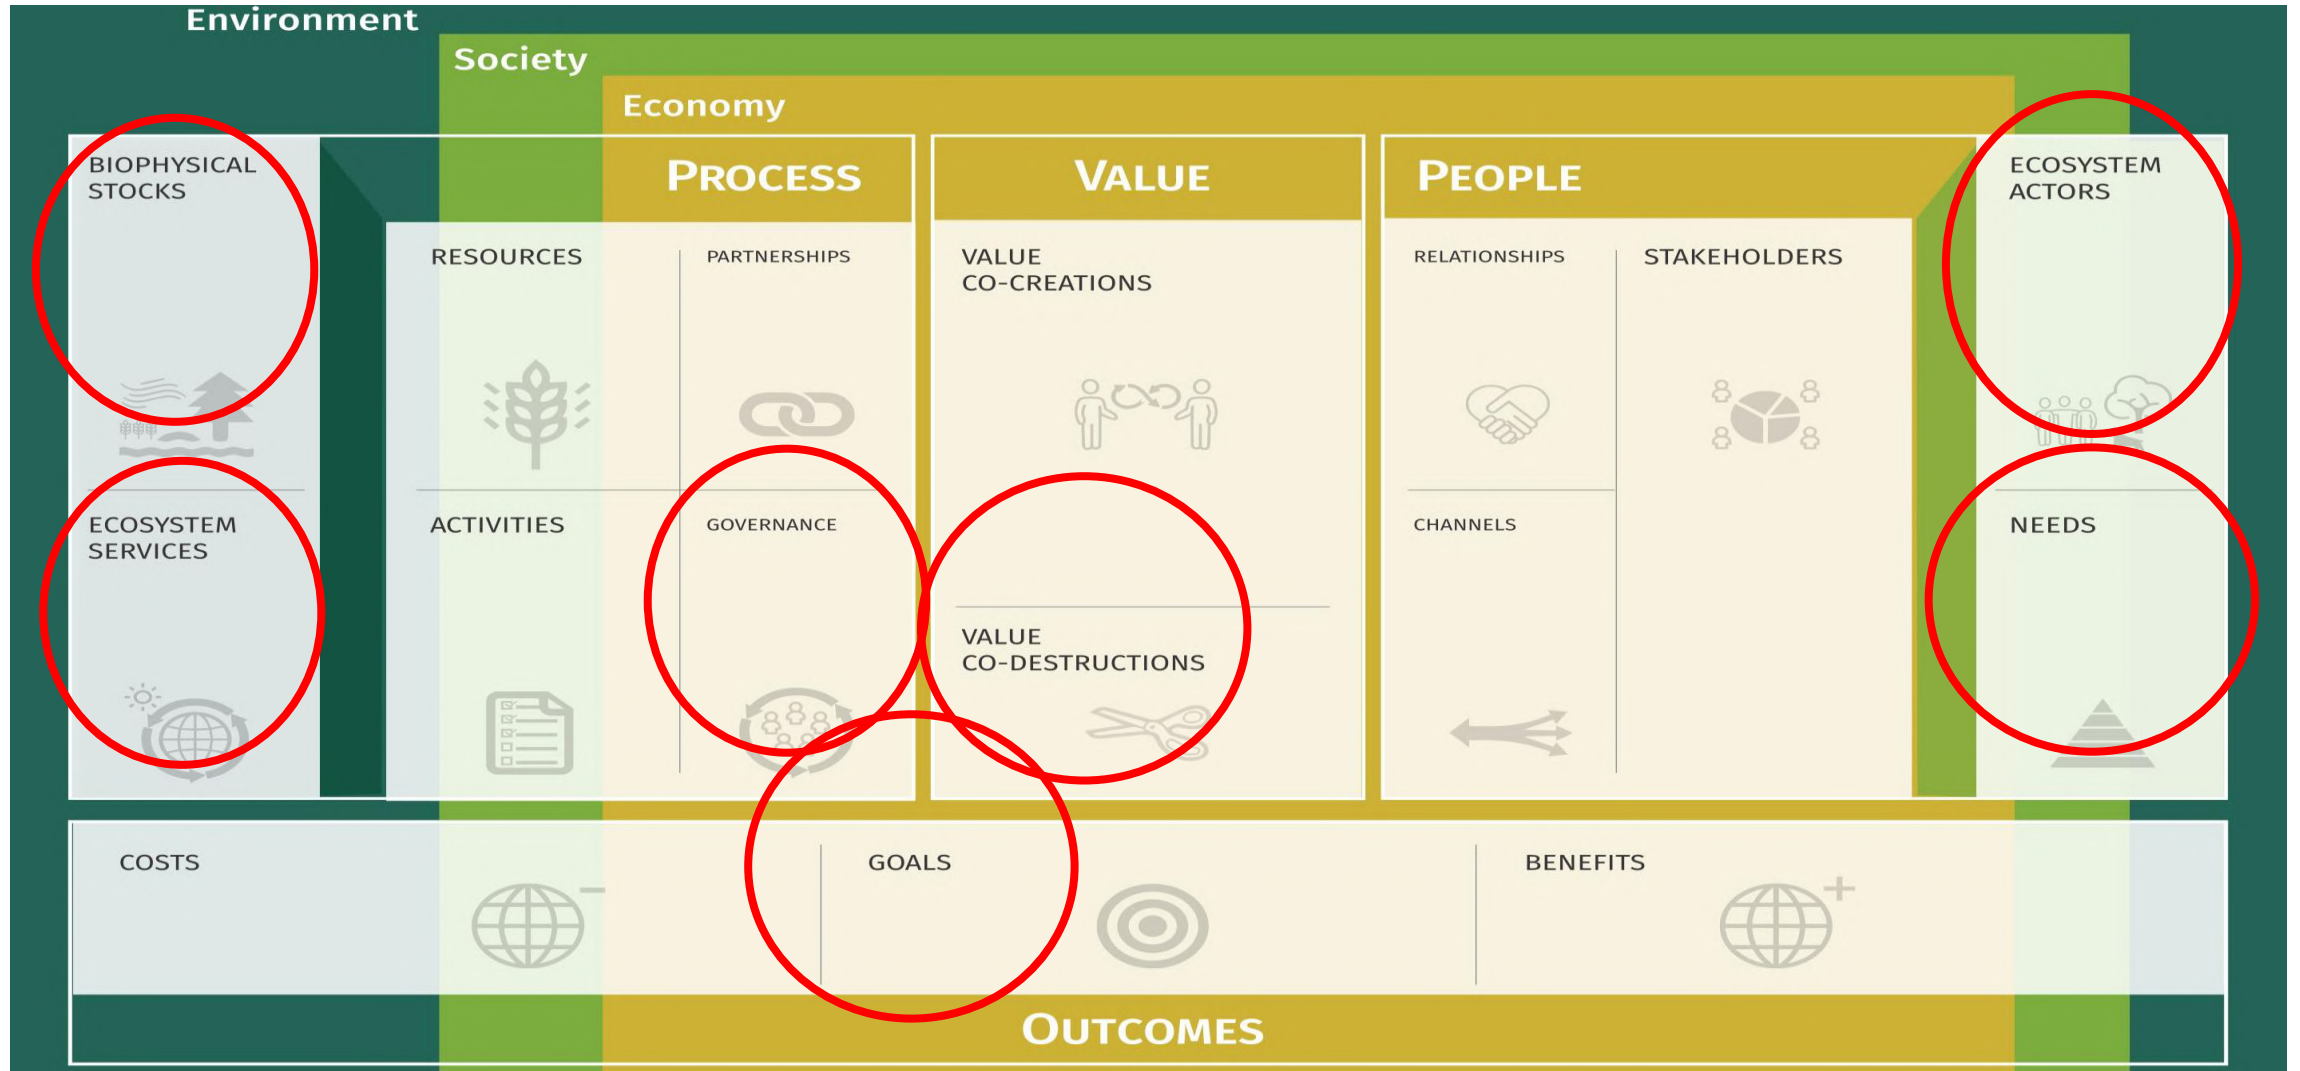 Environment
Society
Economy
BIOPHYSICAL
STOCKS
ECOSYSTEM
SERVICES
PROCESS
RESOURCES
PARTNERSHIPS
ACTIVITIES
GOVERNANCE
VALUE
VALUE
CO-CREATIONS
VALUE
CO-DESTRUCTIONS
PEOPLE
RELATIONSHIPS
STAKEHOLDERS
CHANNELS
ECOSYSTEM
ACTORS
NEEDS
COSTS
GOALS
BENEFITS
OUTCOMES